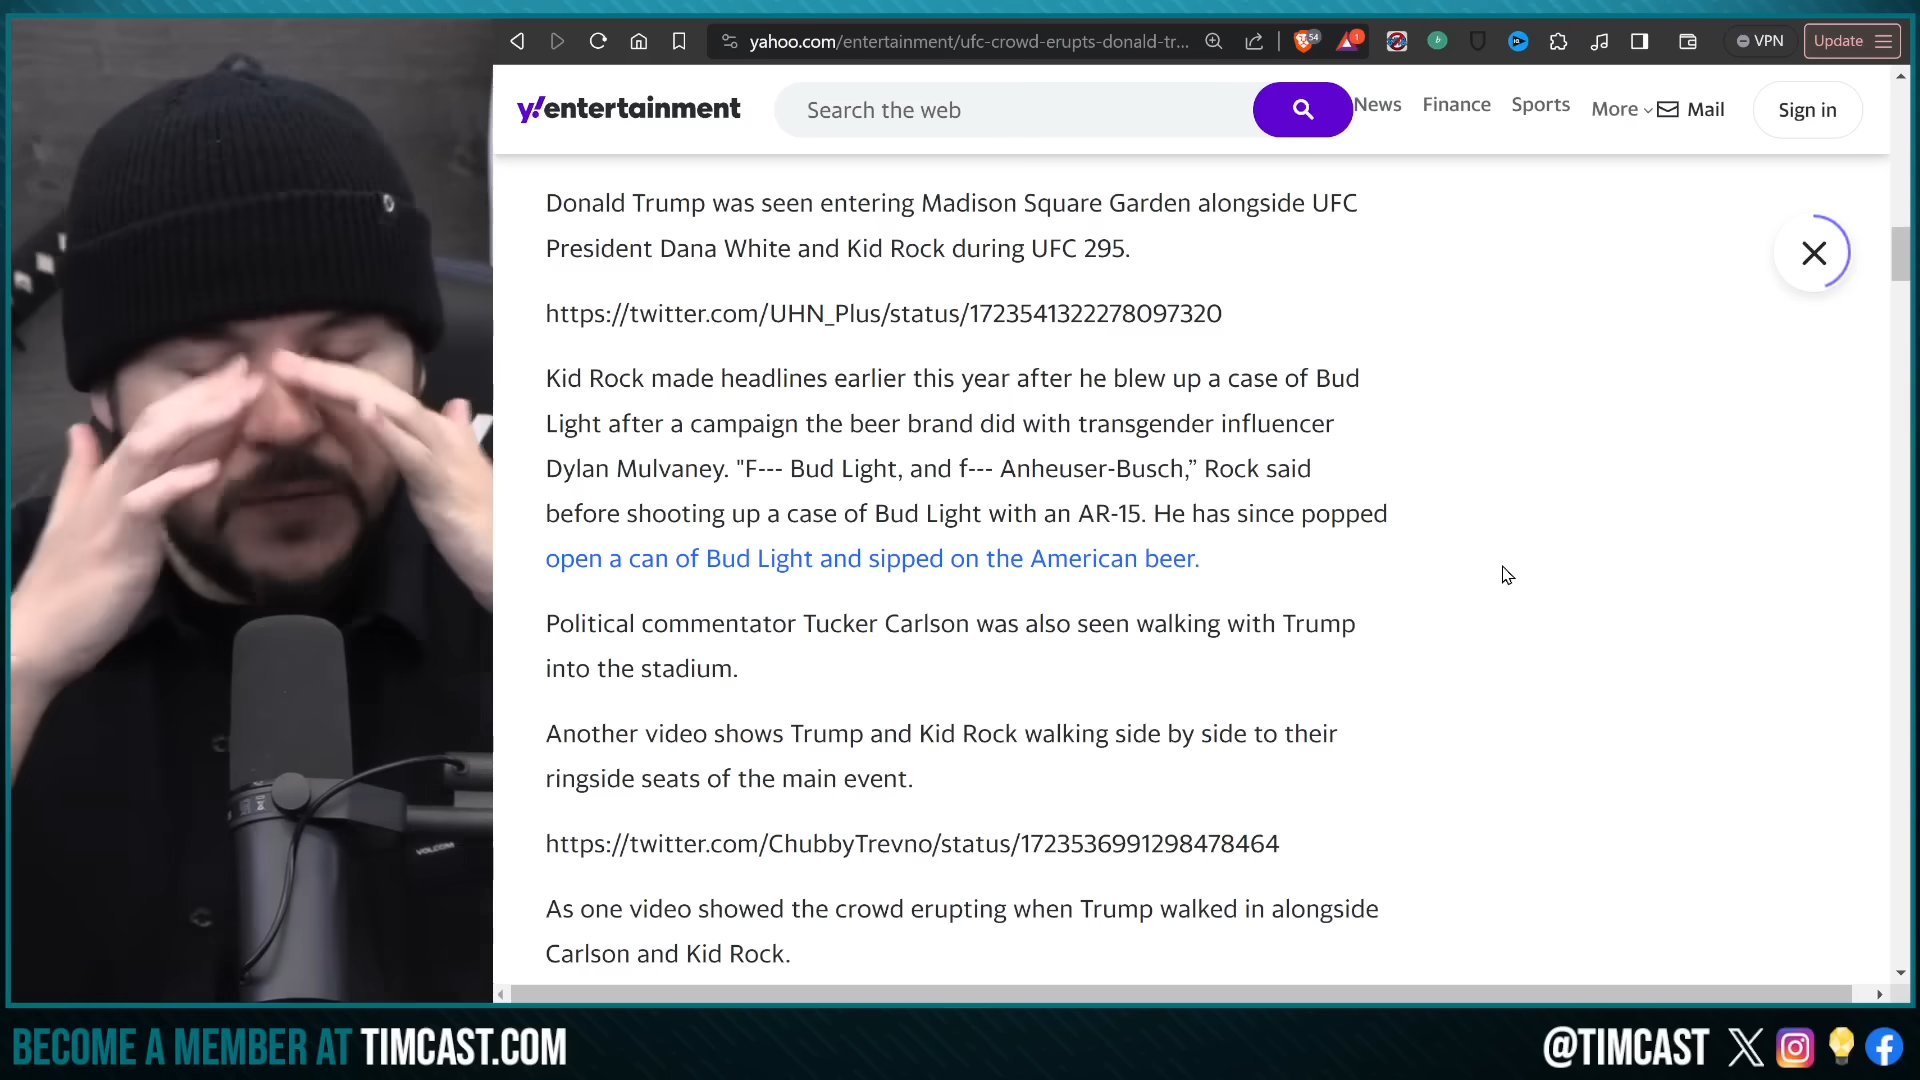 yahoo.com/entertainment/ufc-crowd-erupts-donald-tr...
54
1
VPN
Update
y!entertainment
Search the web
News
Finance
Sports
More
Mail
Sign in
Donald Trump was seen entering Madison Square Garden alongside UFC
President Dana White and Kid Rock during UFC 295.
https://twitter.com/UHN_Plus/status/1723541322278097320
Kid Rock made headlines earlier this year after he blew up a case of Bud
Light after a campaign the beer brand did with transgender influencer
Dylan Mulvaney. "F--- Bud Light, and f--- Anheuser-Busch,” Rock said
before shooting up a case of Bud Light with an AR-15. He has since popped
open a can of Bud Light and sipped on the American beer.
Political commentator Tucker Carlson was also seen walking with Trump
into the stadium.
Another video shows Trump and Kid Rock walking side by side to their
ringside seats of the main event.
https://twitter.com/ChubbyTrevno/status/1723536991298478464
As one video showed the crowd erupting when Trump walked in alongside
Carlson and Kid Rock.
VOLCOM
BECOME A MEMBER AT TIMCAST.COM
@TIMCAST